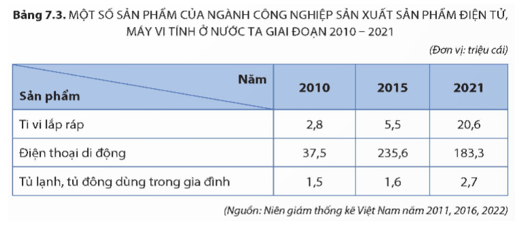 Bảng 7.3. MỘT SỐ SẢN PHẨM CỦA NGÀNH CÔNG NGHIỆP SẢN XUẤT SẢN PHẨM ĐIỆN TỬ,
MÁY VI TÍNH Ở NƯỚC TA GIAI ĐOẠN 2010 – 2021
(Đơn vị: triệu cái)
Năm 2010 2015 2021
Sản phẩm
Ti vi lắp ráp 2,8 5,5 20,6
Điện thoại di động 37,5 235,6 183,3
Tủ lạnh, tủ đông dùng trong gia đình 1,5 1,6 2,7
(Nguồn: Niên giám thống kê Việt Nam năm 2011, 2016, 2022)